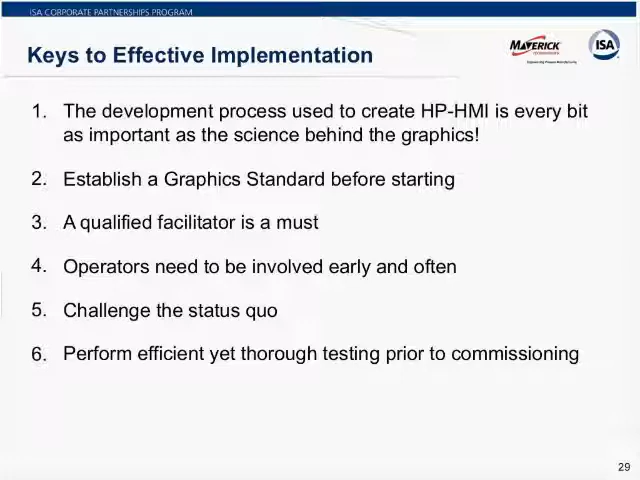 ISA CORPORATE PARTNERSHIPS PROGRAM
Keys to Effective Implementation
MAVERICK
ISA
1. The development process used to create HP-HMI is every bit
as important as the science behind the graphics!
2. Establish a Graphics Standard before starting
3. A qualified facilitator is a must
4. Operators need to be involved early and often
5. Challenge the status quo
6. Perform efficient yet thorough testing prior to commissioning
29